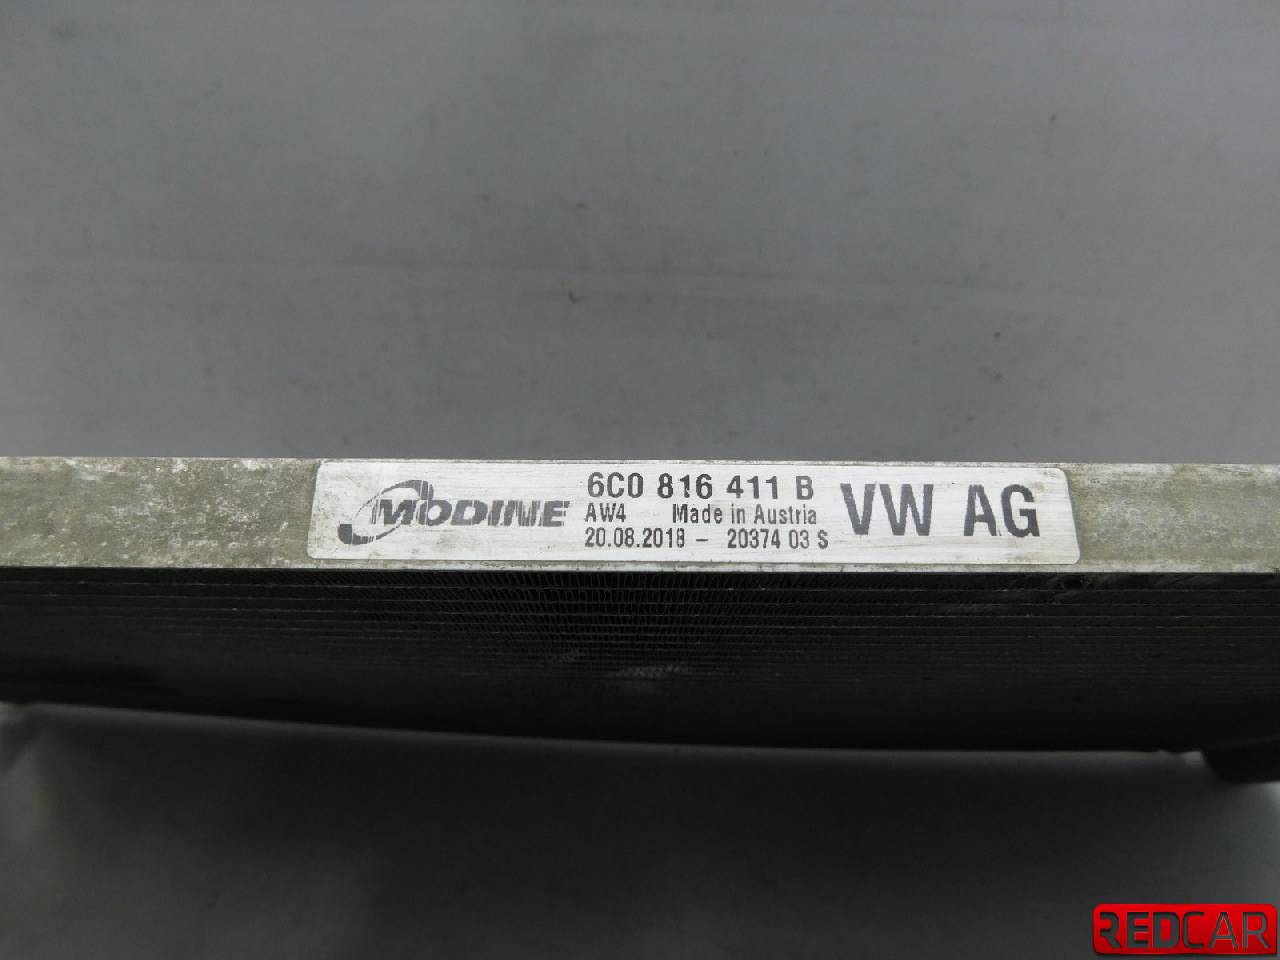 MODINE
6C0 816 411 B
AW4 Made in Austria
20.08.2018 - 20374 03 S
VW AG
REDCAR